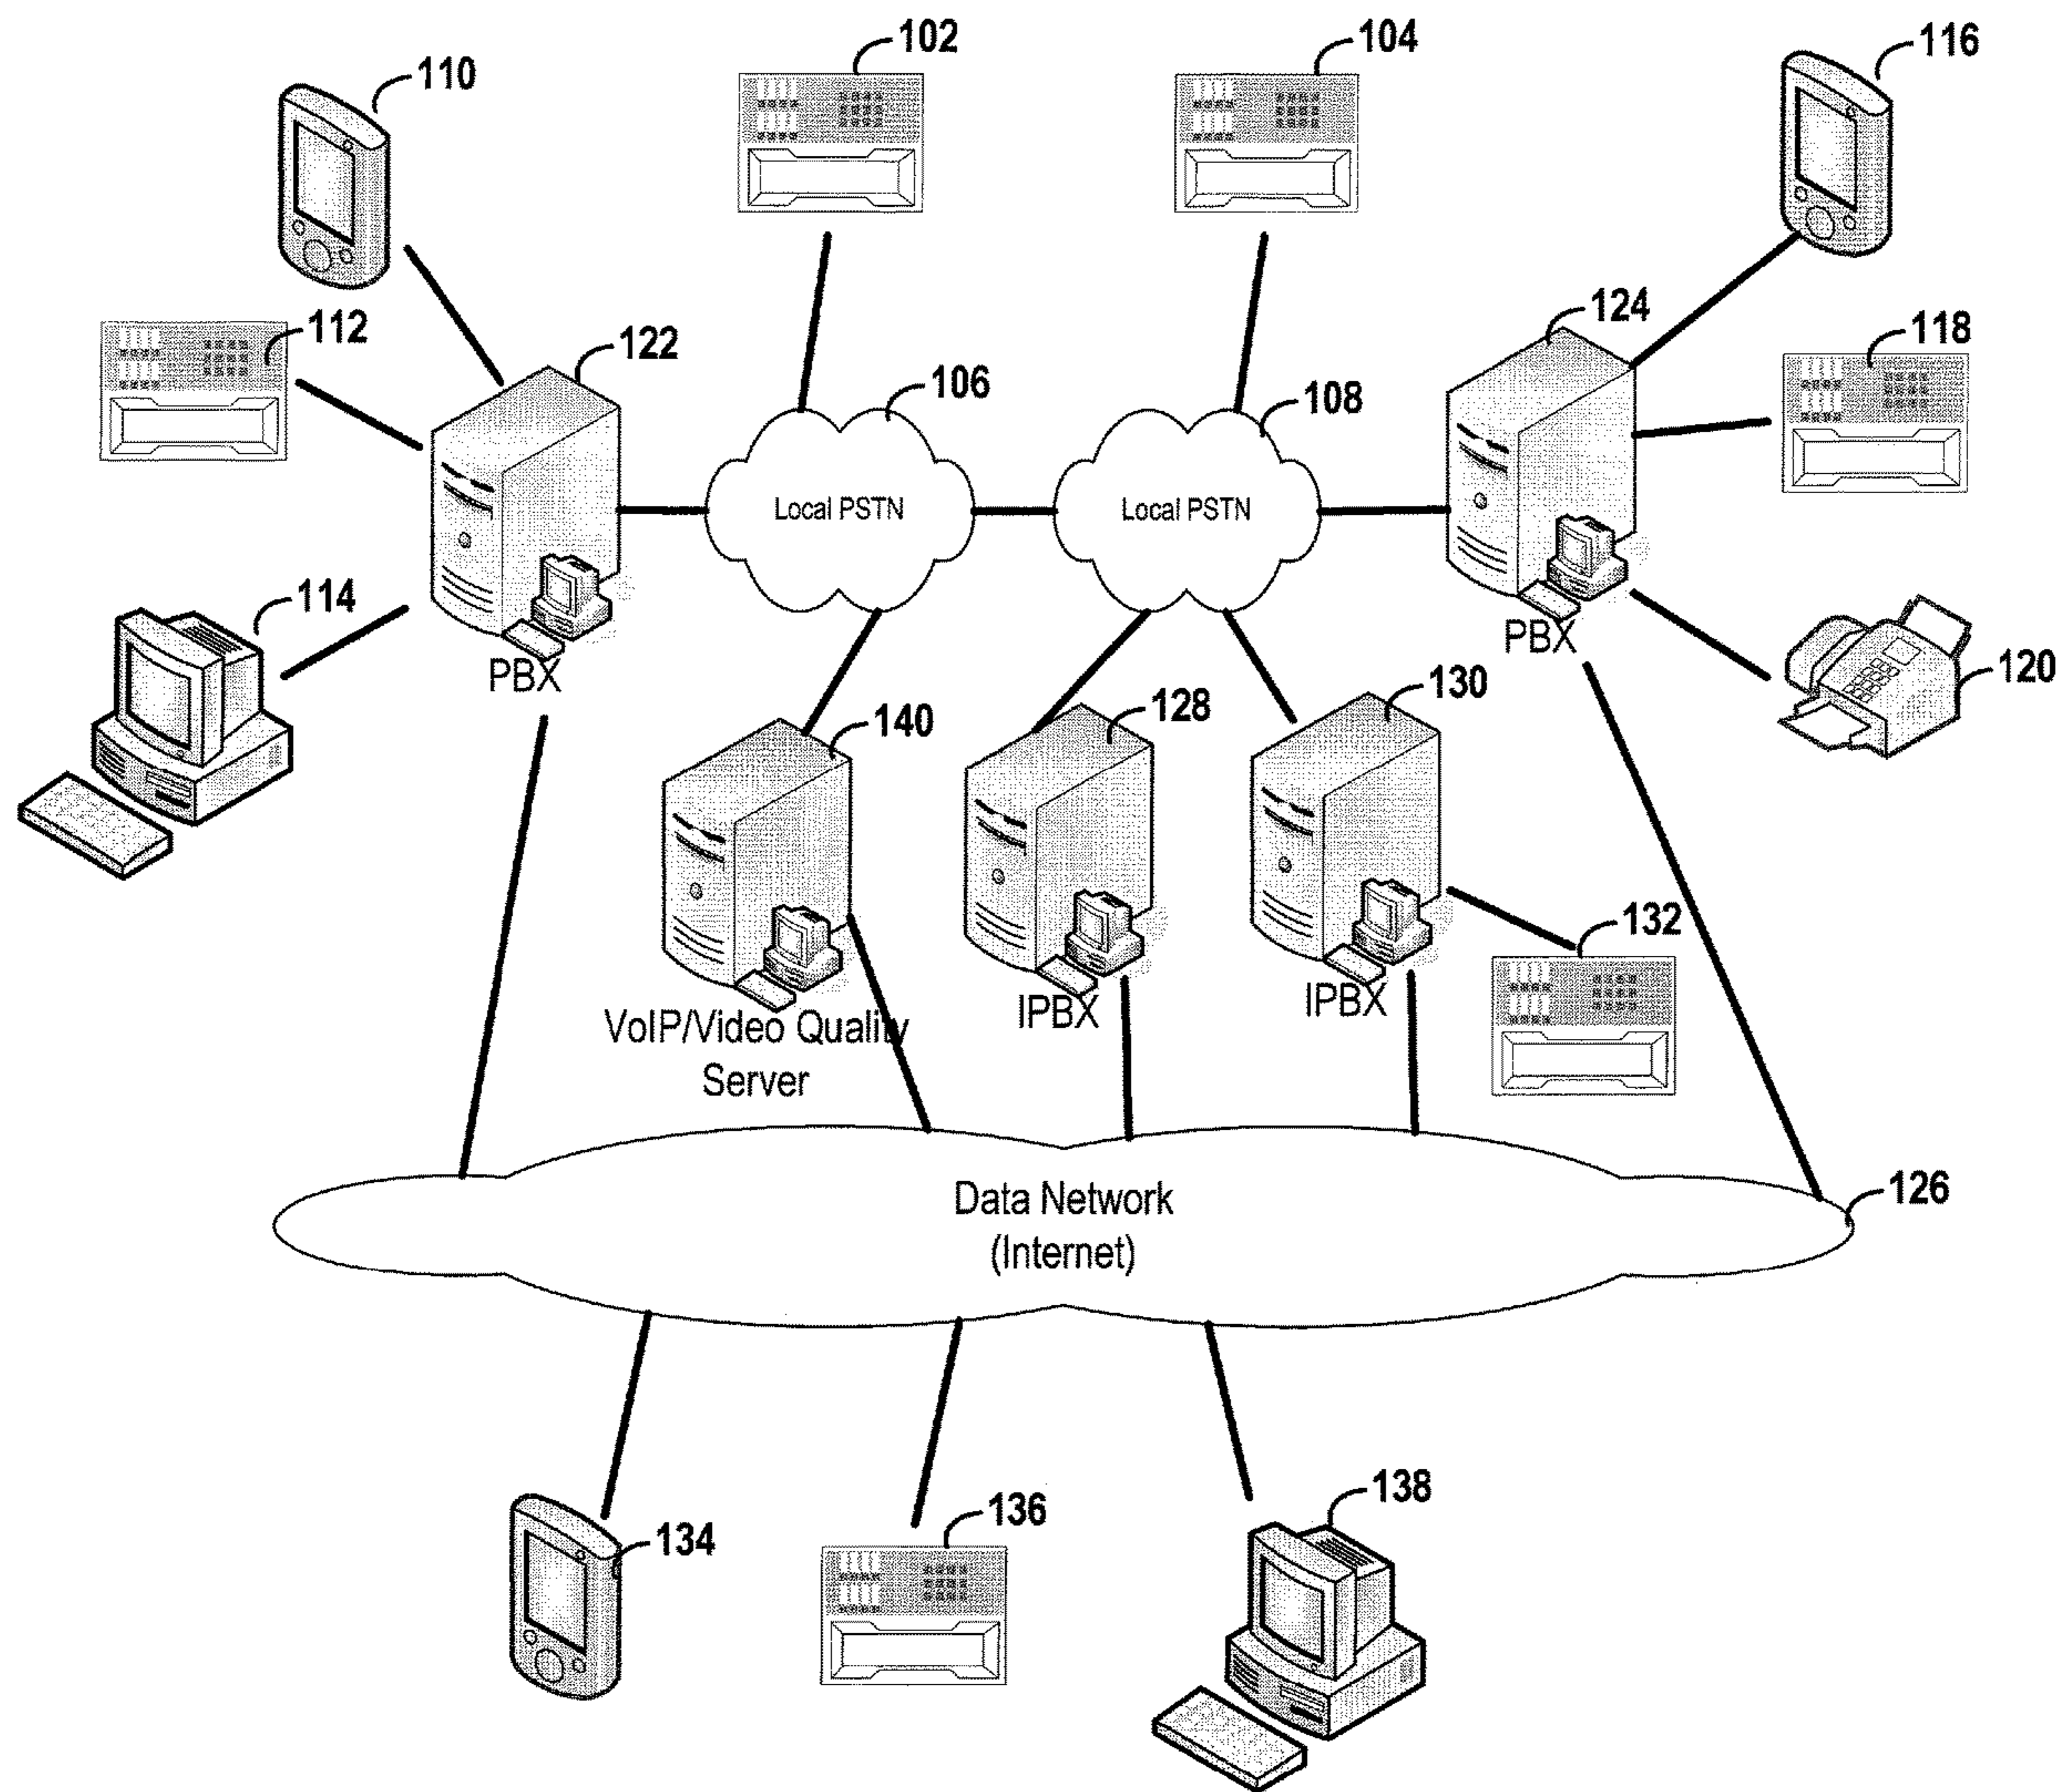 102
104
116
110
124
112
122
118
106
108
Local PSTN
Local PSTN
114
PBX
PBX
120
130
128
140
132
IPBX
IPBX
VoIP/Video Quality
Server
126
Data Network
(Internet)
138
136
134